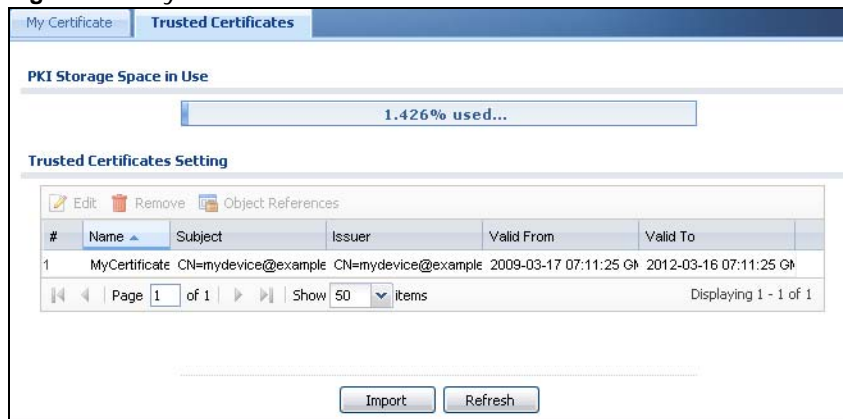 My Certificate Trusted Certificates
PKI Storage Space in Use
1.426% used...
Trusted Certificates Setting
Edit Remove Object References
# Name Subject Issuer Valid From Valid To
1 MyCertificate CN=mydevice@example CN=mydevice@example 2009-03-17 07:11:25 GM 2012-03-16 07:11:25 GM
Page 1 of 1 Show 50 items Displaying 1 - 1 of 1
Import Refresh